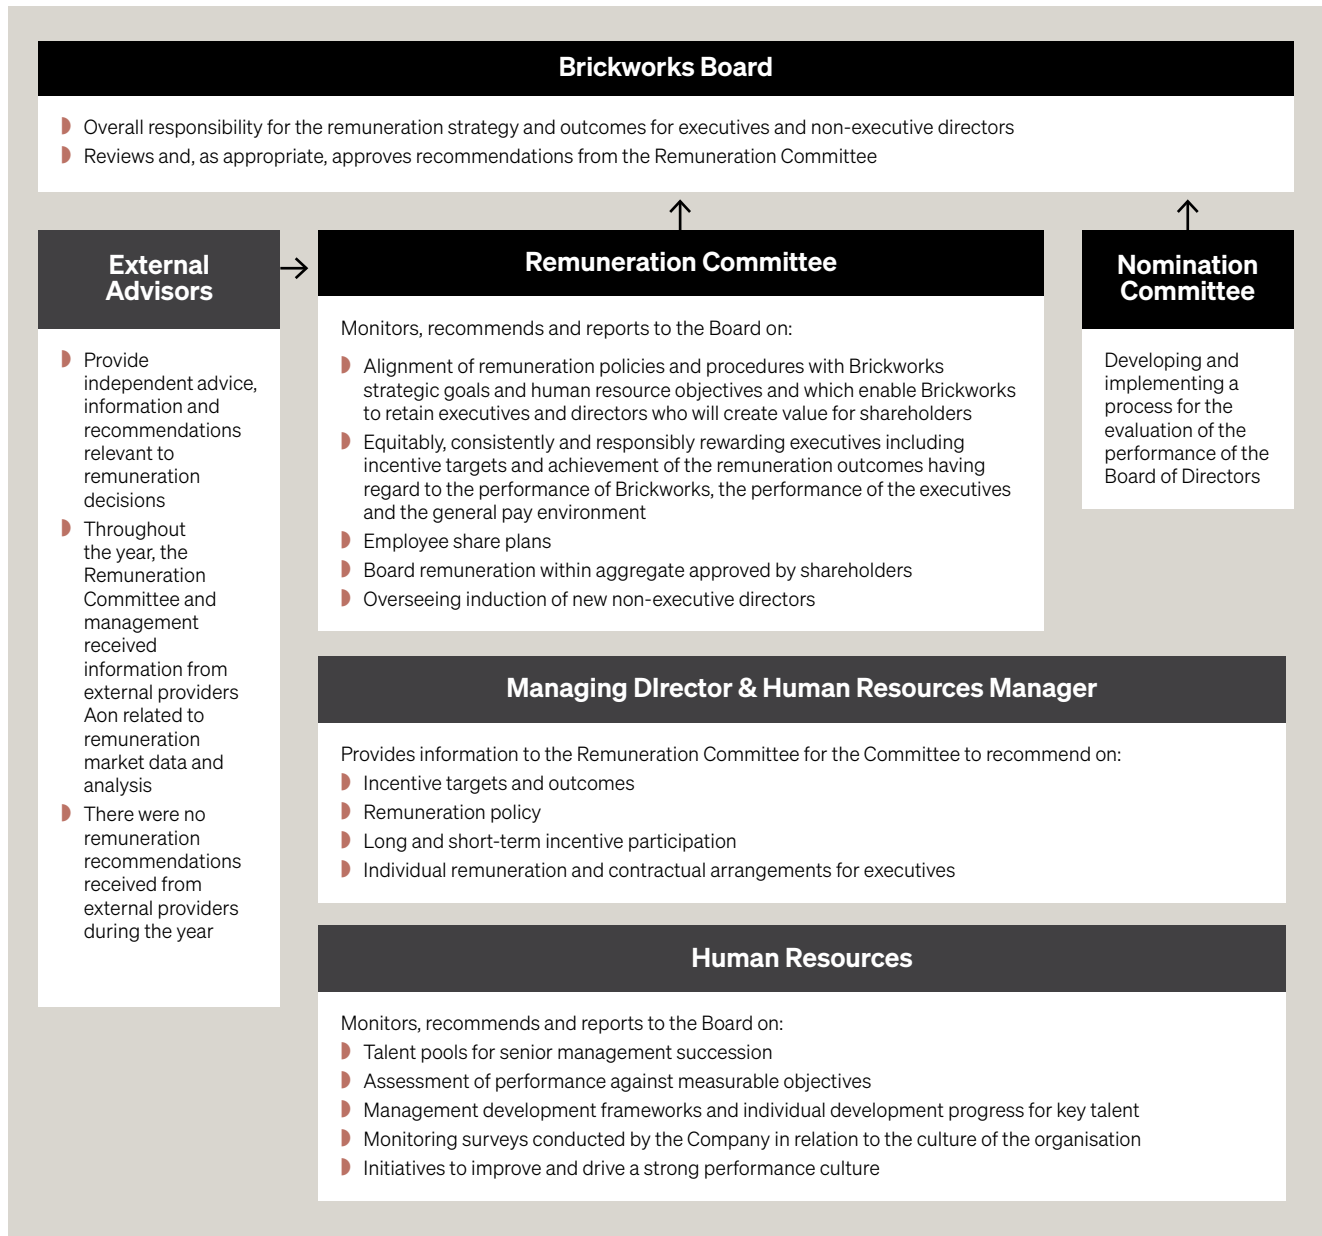 Brickworks Board
Overall responsibility for the remuneration strategy and outcomes for executives and non-executive directors
Reviews and, as appropriate, approves recommendations from the Remuneration Committee
External
Advisors
Provide
independent advice,
information and
recommendations
relevant to
remuneration
decisions
Throughout
the year, the
Remuneration
Committee and
management
received
information from
external providers
Aon related to
remuneration
market data and
analysis
There were no
remuneration
recommendations
received from
external providers
during the year
Remuneration Committee
Monitors, recommends and reports to the Board on:
Alignment of remuneration policies and procedures with Brickworks
strategic goals and human resource objectives and which enable Brickworks
to retain executives and directors who will create value for shareholders
Equitably, consistently and responsibly rewarding executives including
incentive targets and achievement of the remuneration outcomes having
regard to the performance of Brickworks, the performance of the executives
and the general pay environment
Employee share plans
Board remuneration within aggregate approved by shareholders
Overseeing induction of new non-executive directors
Nomination
Committee
Developing and
implementing a
process for the
evaluation of the
performance of the
Board of Directors
Managing DIrector & Human Resources Manager
Provides information to the Remuneration Committee for the Committee to recommend on:
Incentive targets and outcomes
Remuneration policy
Long and short-term incentive participation
Individual remuneration and contractual arrangements for executives
Human Resources
Monitors, recommends and reports to the Board on:
Talent pools for senior management succession
Assessment of performance against measurable objectives
Management development frameworks and individual development progress for key talent
Monitoring surveys conducted by the Company in relation to the culture of the organisation
Initiatives to improve and drive a strong performance culture